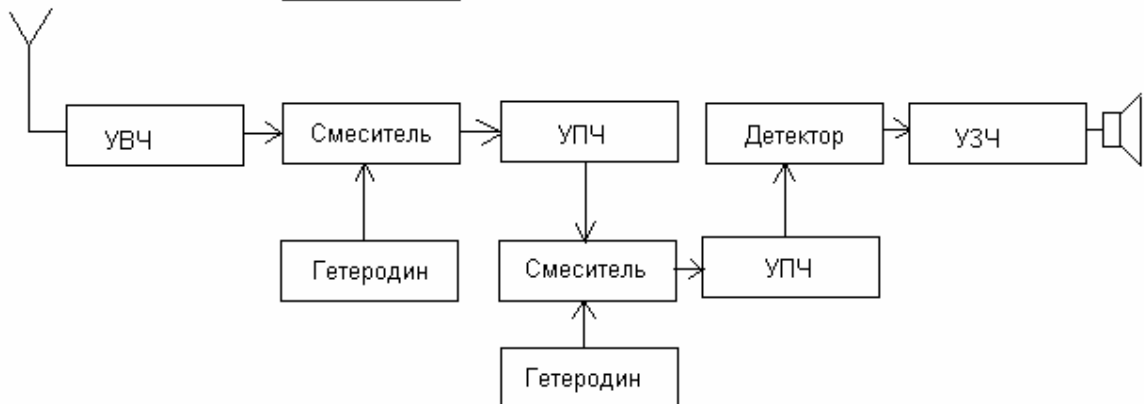 УВЧ
Смеситель
УПЧ
Детектор
УЗЧ
Гетеродин
Смеситель
УПЧ
Гетеродин